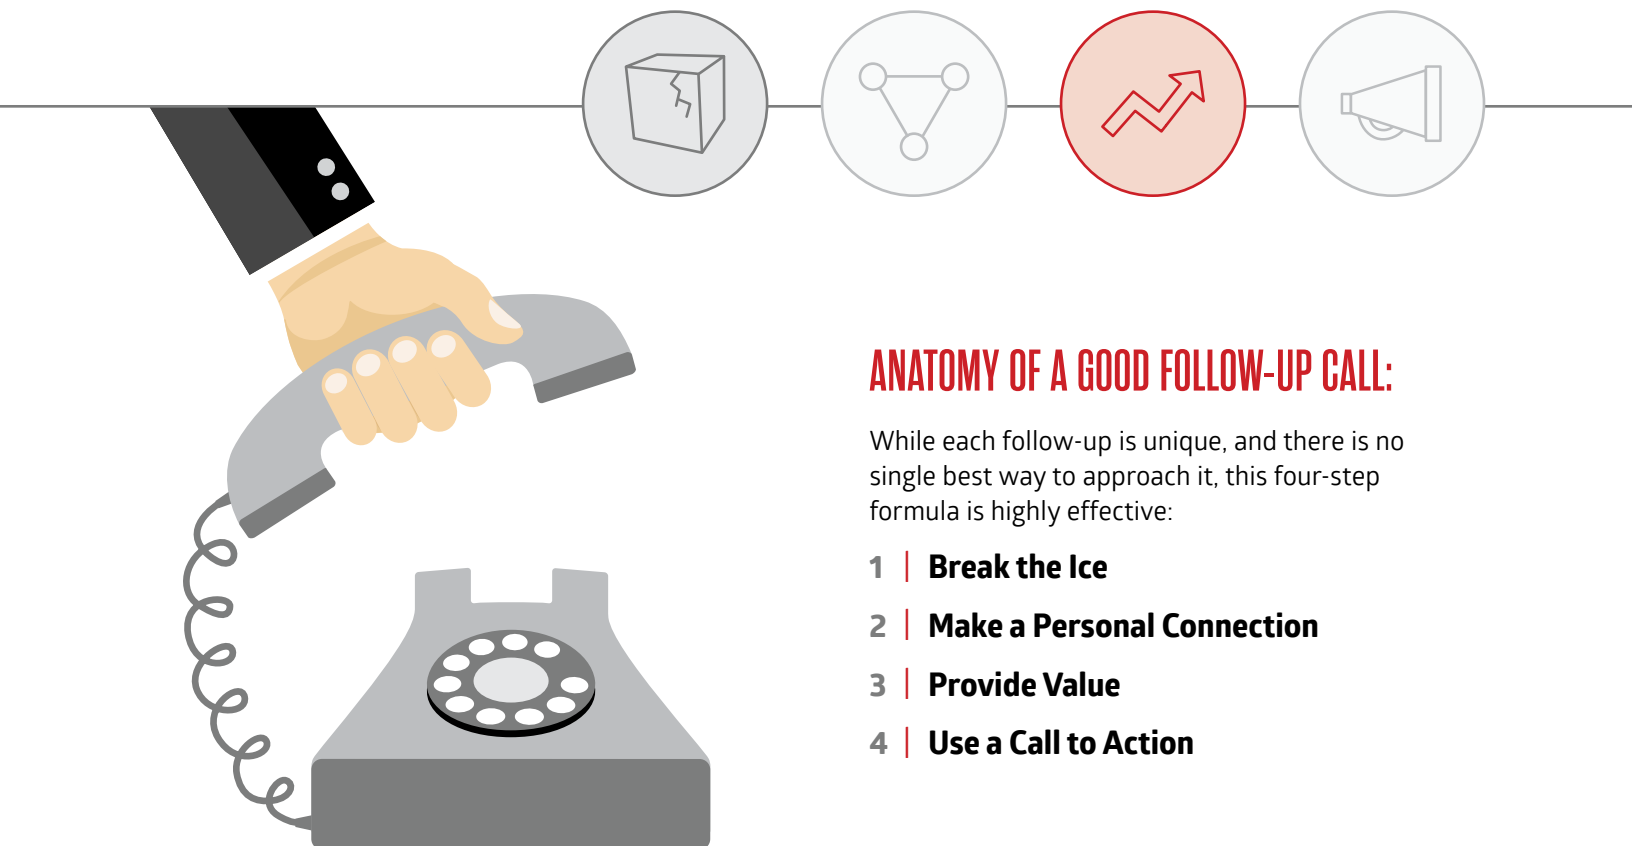 ANATOMY OF A GOOD FOLLOW-UP CALL:
While each follow-up is unique, and there is no
single best way to approach it, this four-step
formula is highly effective:
1 | Break the Ice
2 | Make a Personal Connection
3 | Provide Value
4 | Use a Call to Action